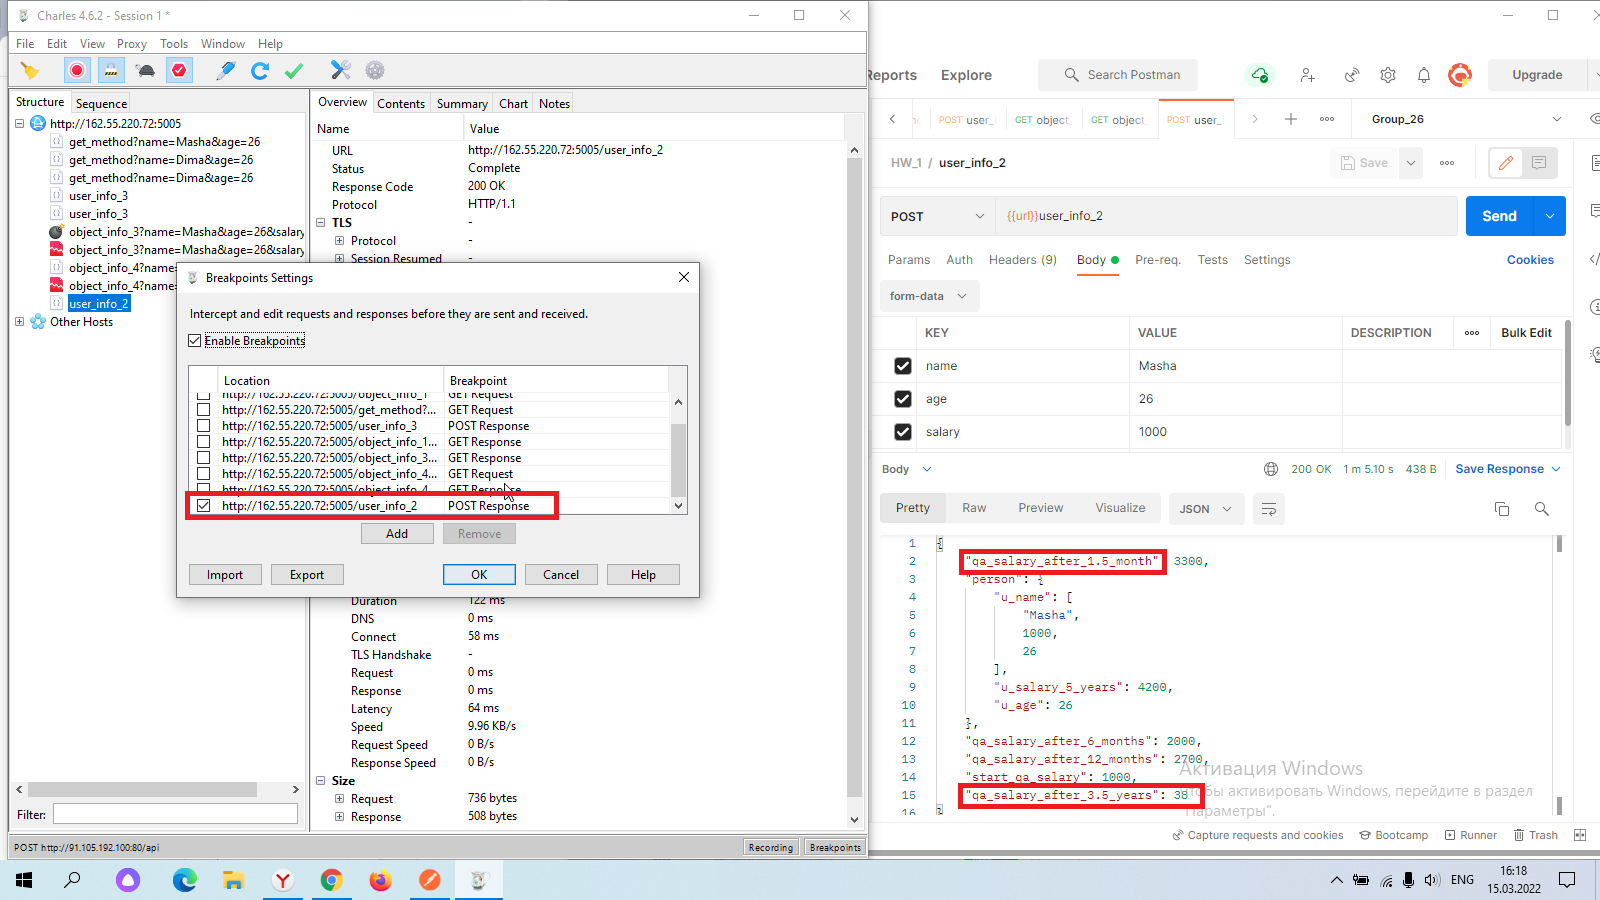 Charles 4.6.2 - Session 1 *
File Edit View Proxy Tools Window Help
Structure Sequence
http://162.55.220.72:5005
get_method?name=Masha&age=26
get_method?name=Dima&age=26
get_method?name=Dima&age=26
user_info_3
user_info_3
object_info_3?name=Masha&age=26&salary
object_info_3?name=Masha&age=26&salary
object_info_4?name=
object_info_4?name=
user_info_2
Other Hosts
Filter:
Overview Contents Summary Chart Notes
Name Value
URL http://162.55.220.72:5005/user_info_2
Status Complete
Response Code 200 OK
Protocol HTTP/1.1
TLS -
Protocol -
Session Resumed -
Breakpoints Settings
Intercept and edit requests and responses before they are sent and received.
Enable Breakpoints
Location Breakpoint
http://162.55.220.72:5005/object_info_1 GET Request
http://162.55.220.72:5005/get_method?... GET Request
http://162.55.220.72:5005/user_info_3 POST Response
http://162.55.220.72:5005/object_info_1... GET Response
http://162.55.220.72:5005/object_info_3... GET Response
http://162.55.220.72:5005/object_info_4... GET Request
http://162.55.220.72:5005/object_info_4 GET Response
http://162.55.220.72:5005/user_info_2 POST Response
Add Remove
Import Export OK Cancel Help
Duration 122 ms
DNS 0 ms
Connect 58 ms
TLS Handshake -
Request 0 ms
Response 0 ms
Latency 64 ms
Speed 9.96 KB/s
Request Speed 0 B/s
Response Speed 0 B/s
Size
Request 736 bytes
Response 508 bytes
POST http://91.105.192.100:80/api Recording Breakpoints
Reports Explore Search Postman Upgrade
POST user_ GET object_ GET object_ POST user_ Group_26
HW_1 / user_info_2 Save
POST {{url}}user_info_2 Send
Params Auth Headers (9) Body Pre-req. Tests Settings Cookies
form-data
KEY VALUE DESCRIPTION Bulk Edit
name Masha
age 26
salary 1000
Body 200 OK 1 m 5.10 s 438 B Save Response
Pretty Raw Preview Visualize JSON
1 {
2 "qa_salary_after_1.5_month" 3300,
3 "person": {
4 "u_name": [
5 "Masha",
6 1000,
7 26
8 ],
9 "u_salary_5_years": 4200,
10 "u_age": 26
11 },
12 "qa_salary_after_6_months": 2000,
13 "qa_salary_after_12_months": 2700,
14 "start_qa_salary": 1000,
15 "qa_salary_after_3.5_years": 38
16 }
Активация Windows
Чтобы активировать Windows, перейдите в раздел
"Параметры".
Capture requests and cookies Bootcamp Runner Trash
ENG 16:18
15.03.2022